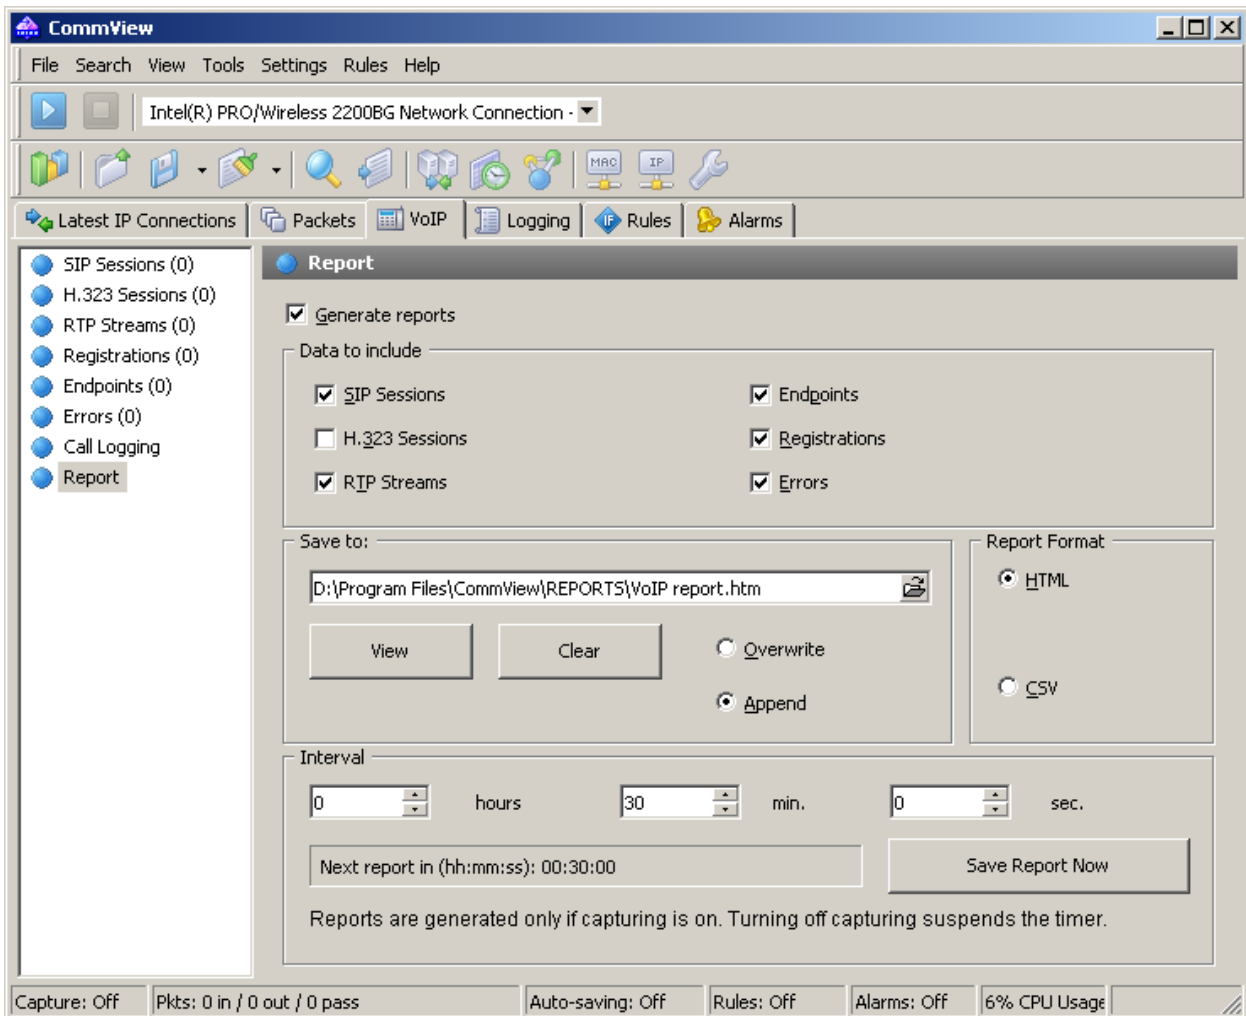 CommView
File Search View Tools Settings Rules Help
Intel(R) PRO/Wireless 2200BG Network Connection -
MAC IP
Latest IP Connections Packets VoIP Logging IF Rules Alarms
SIP Sessions (0)
H.323 Sessions (0)
RTP Streams (0)
Registrations (0)
Endpoints (0)
Errors (0)
Call Logging
Report
Report
Generate reports
Data to include
SIP Sessions Endpoints
H.323 Sessions Registrations
RTP Streams Errors
Save to:
D:\Program Files\CommView\REPORTS\VoIP report.htm
View Clear Overwrite
Append
Report Format
HTML
CSV
Interval
0 hours 30 min. 0 sec.
Next report in (hh:mm:ss): 00:30:00 Save Report Now
Reports are generated only if capturing is on. Turning off capturing suspends the timer.
Capture: Off Pkts: 0 in / 0 out / 0 pass Auto-saving: Off Rules: Off Alarms: Off 6% CPU Usage